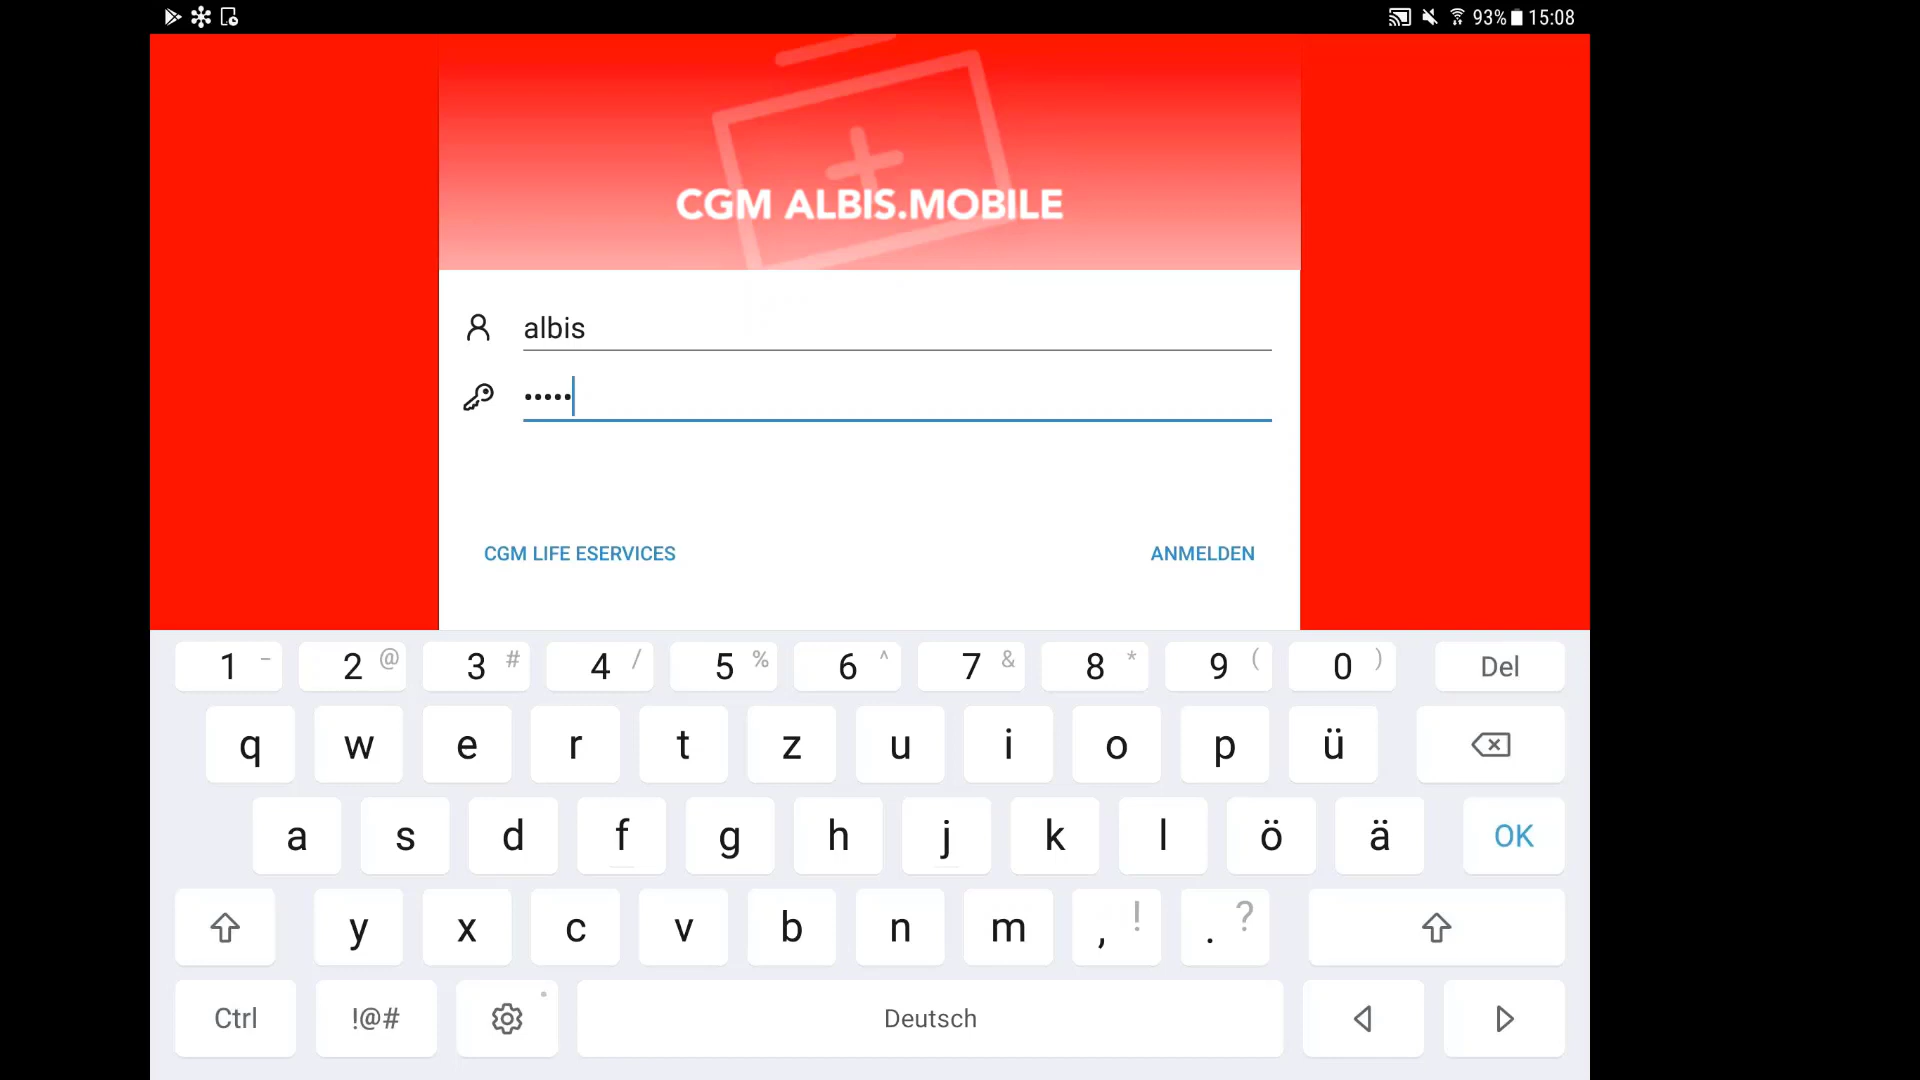 93% 15:08
CGM ALBIS.MOBILE
albis
•••••
CGM LIFE ESERVICES
ANMELDEN
1 - 2 @ 3 # 4 / 5 % 6 ^ 7 & 8 * 9 ( 0 ) Del
q w e r t z u i o p ü
a s d f g h j k l ö ä OK
y x c v b n m , ! . ?
Ctrl !@# Deutsch